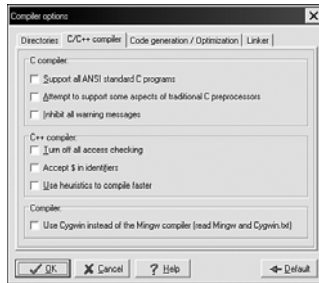 Compiler options
Directories
C/C++ compiler
Code generation / Optimization
Linker
C compiler:
Support all ANSI standard C programs
Attempt to support some aspects of traditional C preprocessors
Inhibit all warning messages
C++ compiler:
Turn off all access checking
Accept $ in identifiers
Use heuristics to compile faster
Compiler:
Use Cygwin instead of the Mingw compiler (read Mingw and Cygwin.txt)
OK
Cancel
Help
Default